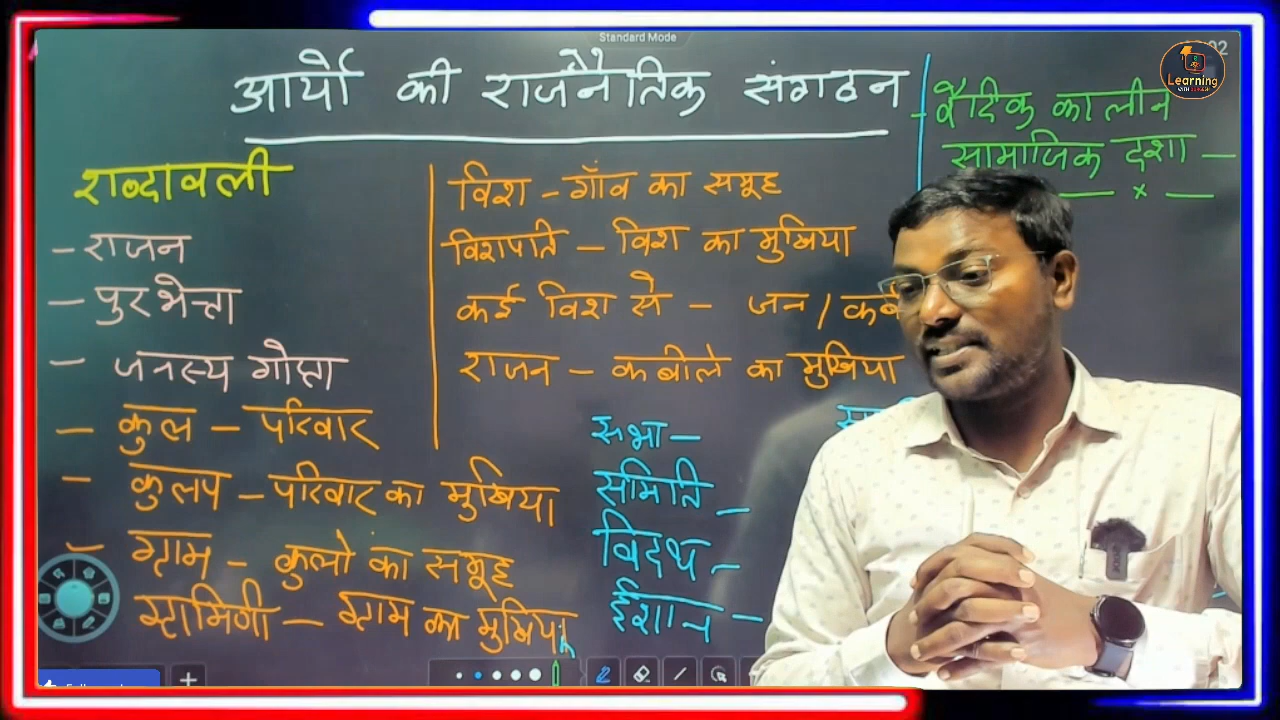 Standard Mode
आर्यो की राजनैतिक संगठन
शब्दावली
- राजन
- पुरभेत्ता
- जनस्य गोप्ता
- कुल - परिवार
- कुलप - परिवार का मुखिया
- ग्राम - कुलो का समूह
ग्रामिणी - ग्राम का मुखिया
विश - गाँव का समूह
विशपति - विश का मुखिया
कई विश से - जन /
राजन - कबीले का मुखिया
सभा -
समिति -
विदथ -
ईशान -
- वैदिक कालीन
सामाजिक दशा -
— x —
Learning